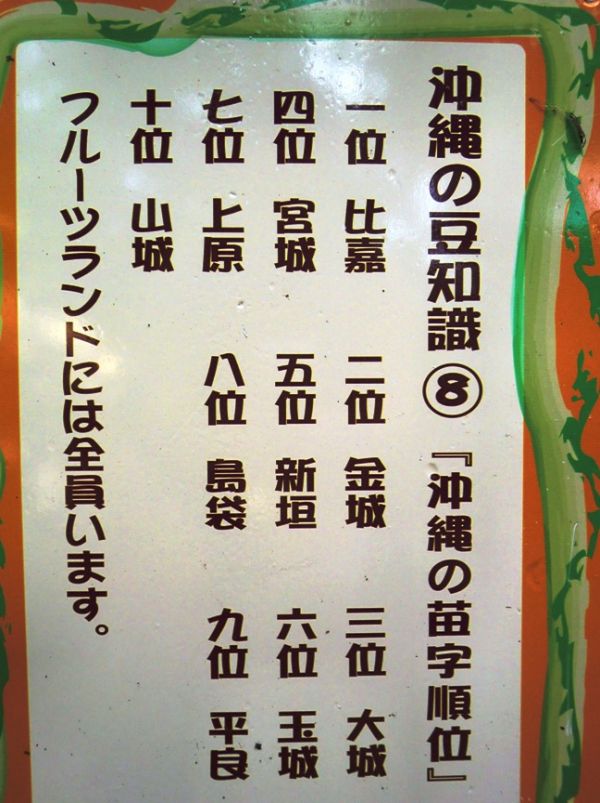 沖縄の豆知識⑧『沖縄の苗字順位』
一位 比嘉 二位 金城 三位 大城
四位 宮城 五位 新垣 六位 玉城
七位 上原 八位 島袋 九位 平良
十位 山城
フルーツランドには全員います。